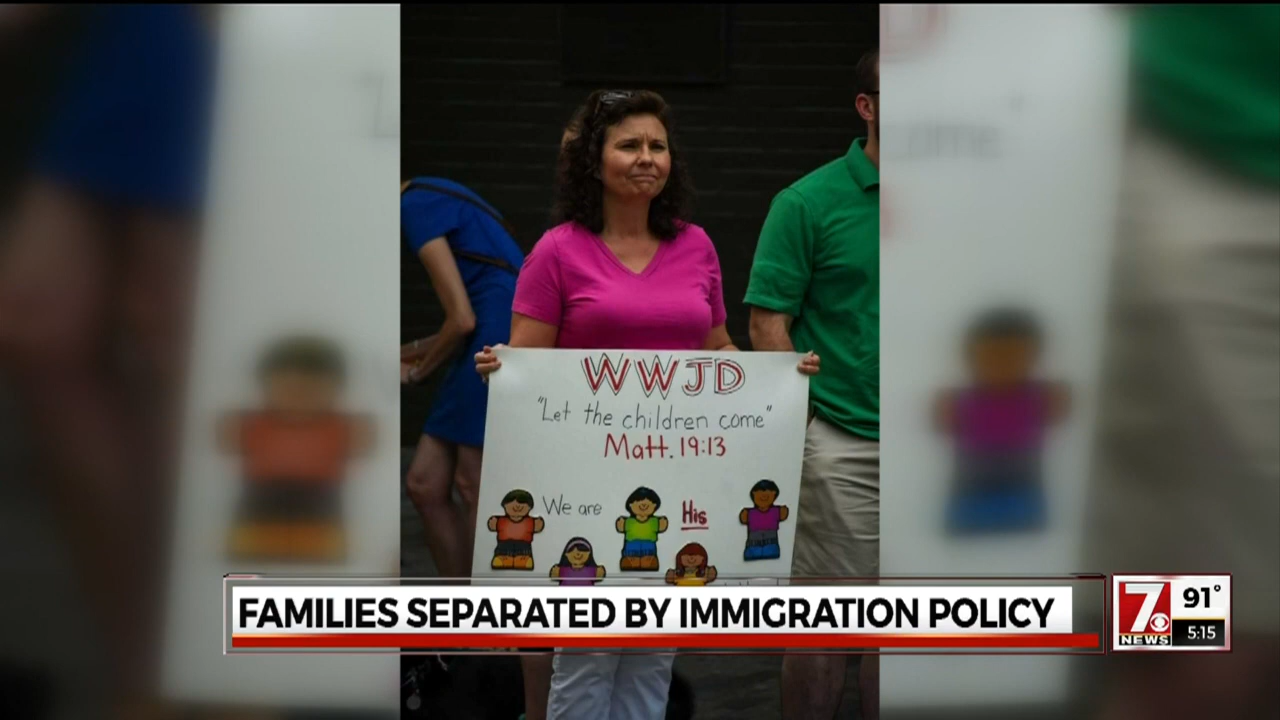 WWJD
"Let the children come"
Matt. 19:13
We are
His
FAMILIES SEPARATED BY IMMIGRATION POLICY
7
NEWS
91°
5:15